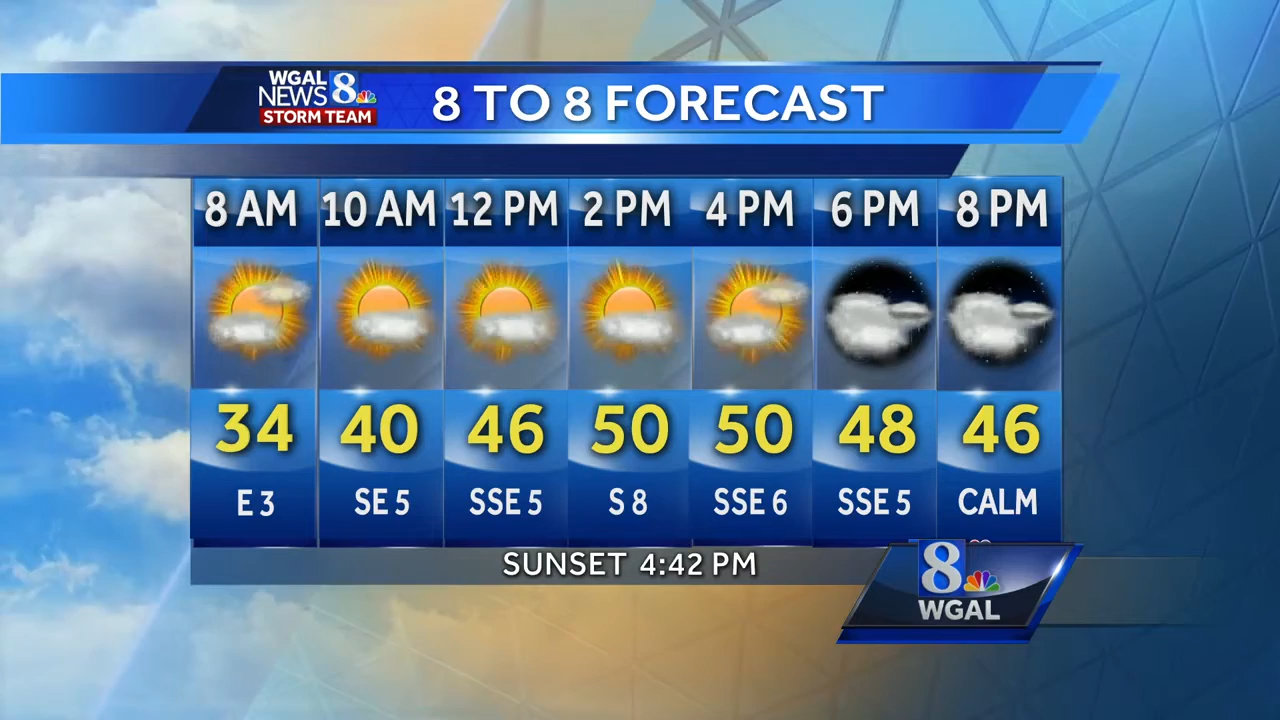 WGAL
NEWS 8
STORM TEAM
8 TO 8 FORECAST
8 AM 10 AM 12 PM 2 PM 4 PM 6 PM 8 PM
34 40 46 50 50 48 46
E 3 SE 5 SSE 5 S 8 SSE 6 SSE 5 CALM
SUNSET 4:42 PM
8
WGAL